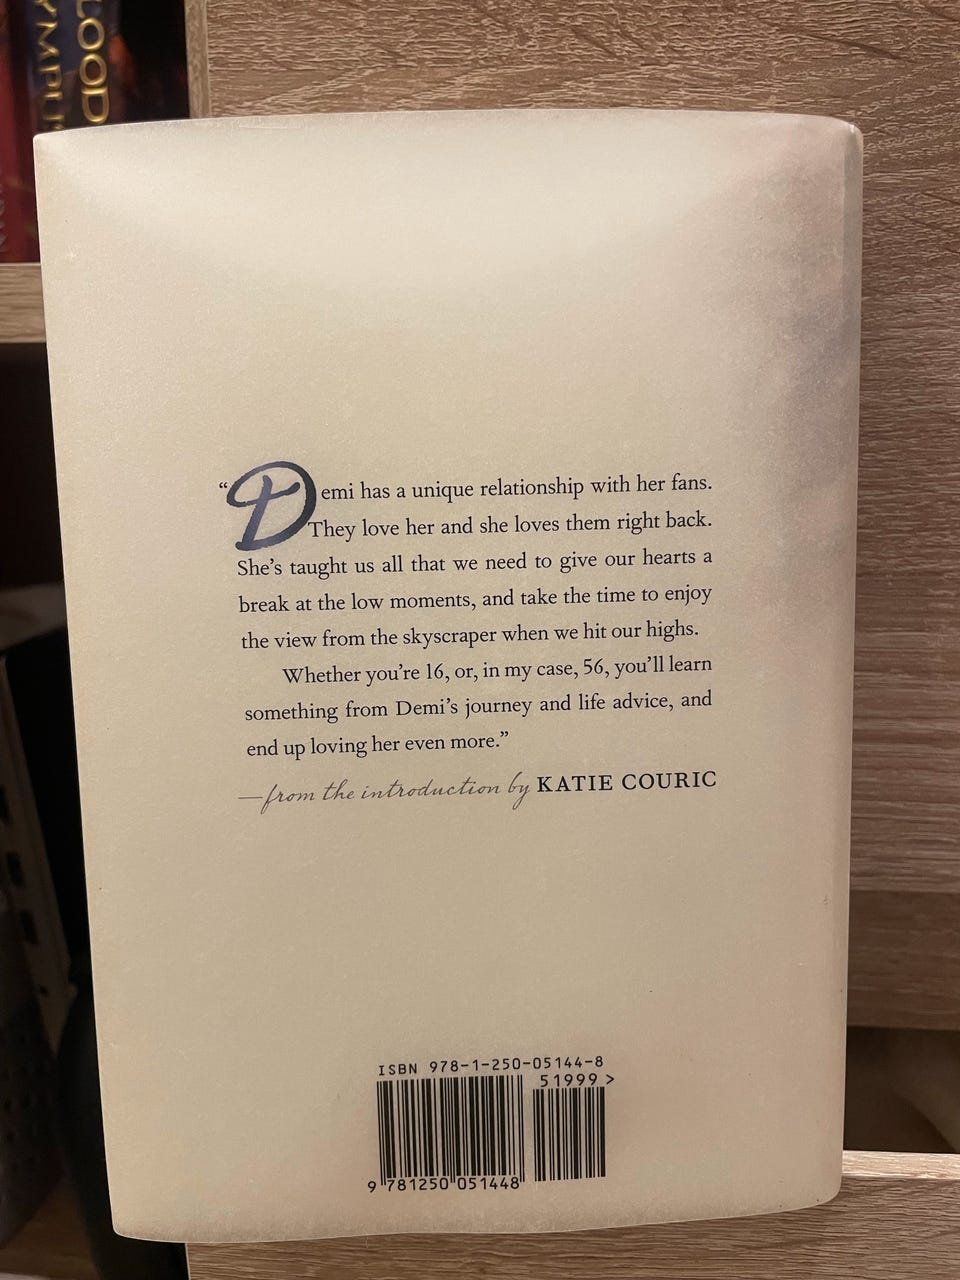 LOOD
YMPU
“Demi has a unique relationship with her fans.
They love her and she loves them right back.
She’s taught us all that we need to give our hearts a
break at the low moments, and take the time to enjoy
the view from the skyscraper when we hit our highs.
Whether you’re 16, or, in my case, 56, you’ll learn
something from Demi’s journey and life advice, and
end up loving her even more.”
—from the introduction by KATIE COURIC
ISBN 978-1-250-05144-8
51999 >
9 781250 051448